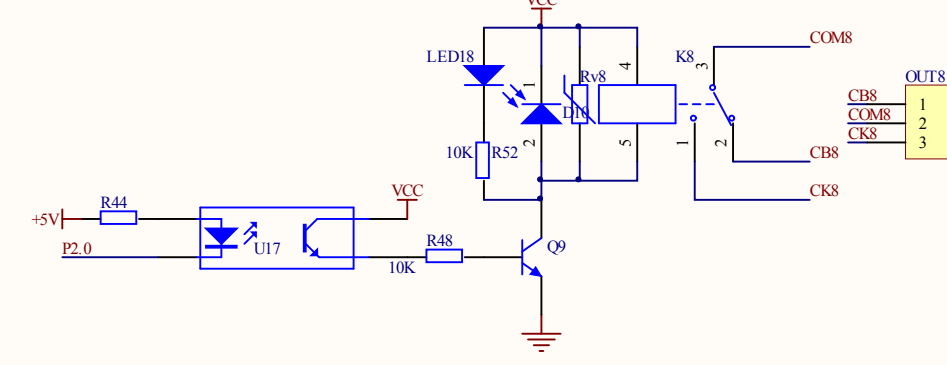 VCC
COM8
LED18
K8
3
4
Rv8
OUT8
1
CB8
1
D10
COM8
2
CK8
3
10K
R52
2
5
1
2
CB8
VCC
CK8
R44
+5V
R48
P2.0
U17
Q9
10K